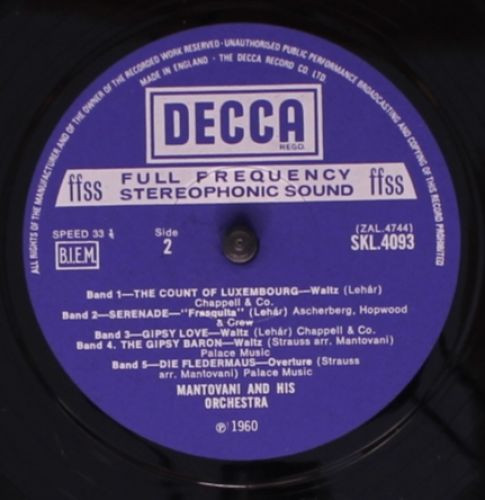 ALL RIGHTS OF THE MANUFACTURER AND OF THE OWNER OF THE RECORDED WORK RESERVED · UNAUTHORISED PUBLIC PERFORMANCE BROADCASTING AND COPYING OF THIS RECORD PROHIBITED
MADE IN ENGLAND · THE DECCA RECORD CO. LTD
DECCA
REGD.
ffss FULL FREQUENCY ffss
STEREOPHONIC SOUND
SPEED 33⅓ Side (ZAL.4744)
B.I.E.M. 2 SKL.4093
Band 1—THE COUNT OF LUXEMBOURG—Waltz (Lehár)
Chappell & Co.
Band 2—SERENADE—"Frasquita" (Lehár) Ascherberg, Hopwood
& Crew
Band 3—GIPSY LOVE—Waltz (Lehár) Chappell & Co.
Band 4. THE GIPSY BARON—Waltz (Strauss arr. Mantovani)
Palace Music
Band 5—DIE FLEDERMAUS—Overture (Strauss
arr. Mantovani) Palace Music
MANTOVANI AND HIS
ORCHESTRA
℗ 1960